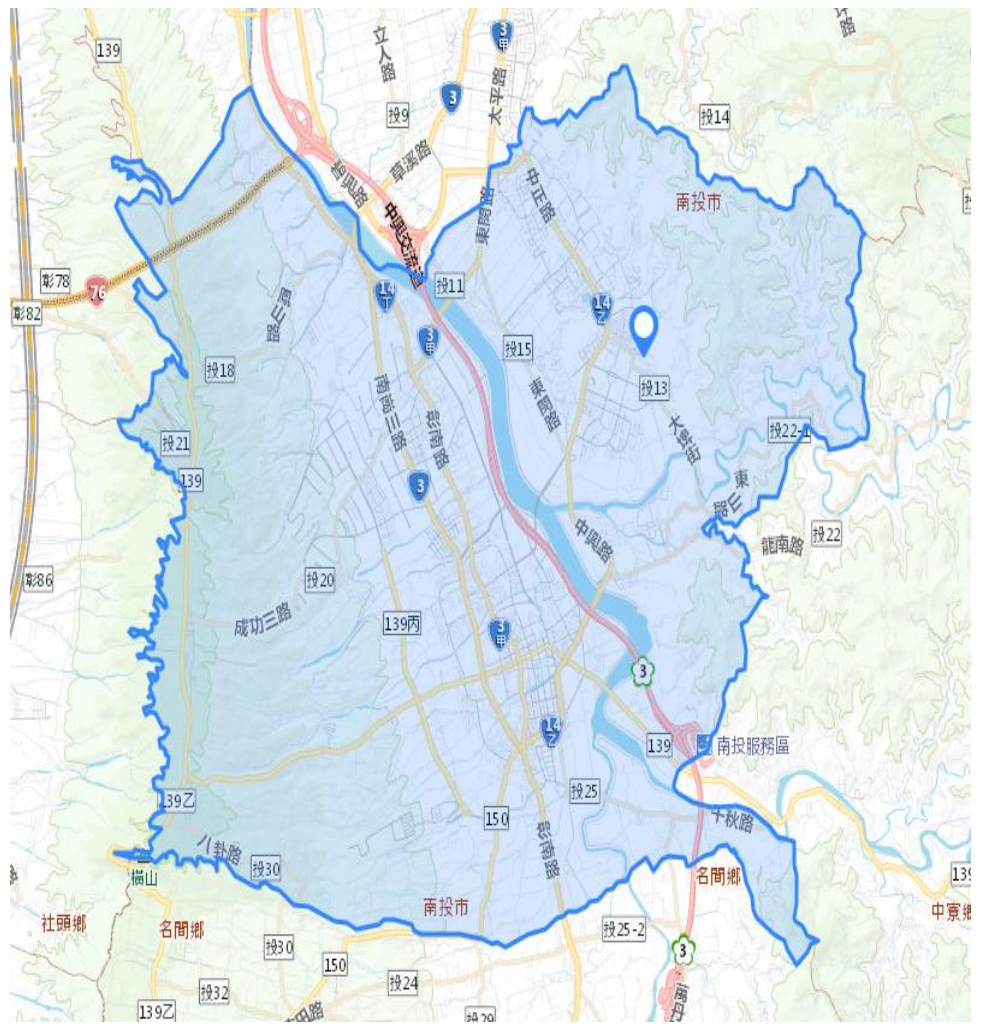 139
立人路
3
甲
3
太平路
投9
投14
草溪路
中正路
南投市
彰興路
東閔路
中興交流道
彰78
76
彰82
投11
14
丁
14
乙
3
甲
投15
投18
東閔路
投13
大埤街
南崗三路
彰南路
投21
投22-1
139
3
東山路
中興路
龍南路
投22
彰86
投20
成功三路
139丙
3
甲
3
14
乙
139
南投服務區
139乙
投25
150
千秋路
八卦路
彰南路
投30
橫山
名間鄉
139
南投市
中寮鄉
社頭鄉
名間鄉
投25-2
投30
3
150
投24
投32
139乙
投29